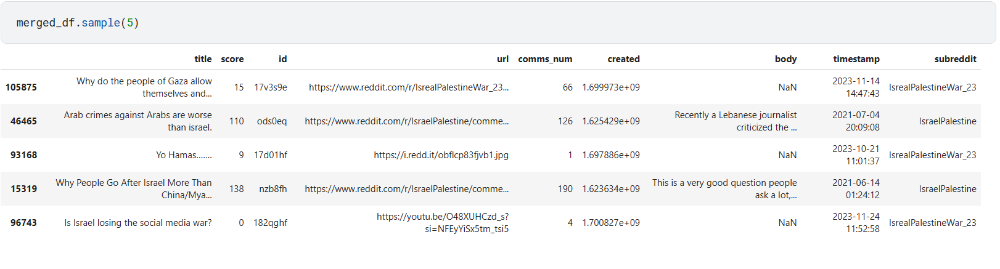 merged_df.sample(5)
title score id url comms_num created body timestamp subreddit
105875 Why do the people of Gaza allow themselves and... 15 17v3s9e https://www.reddit.com/r/IsrealPalestineWar_23... 66 1.699973e+09 NaN 2023-11-14 14:47:43 IsrealPalestineWar_23
46465 Arab crimes against Arabs are worse than israel. 110 ods0eq https://www.reddit.com/r/IsraelPalestine/comme... 126 1.625429e+09 Recently a Lebanese journalist criticized the ... 2021-07-04 20:09:08 IsraelPalestine
93168 Yo Hamas....... 9 17d01hf https://i.redd.it/obflcp83fjvb1.jpg 1 1.697886e+09 NaN 2023-10-21 11:01:37 IsrealPalestineWar_23
15319 Why People Go After Israel More Than China/Mya... 138 nzb8fh https://www.reddit.com/r/IsraelPalestine/comme... 190 1.623634e+09 This is a very good question people ask a lot,... 2021-06-14 01:24:12 IsraelPalestine
96743 Is Israel losing the social media war? 0 182qghf https://youtu.be/O48XUHCzd_s?si=NFEyYiSx5tm_tsi5 4 1.700827e+09 NaN 2023-11-24 11:52:58 IsrealPalestineWar_23